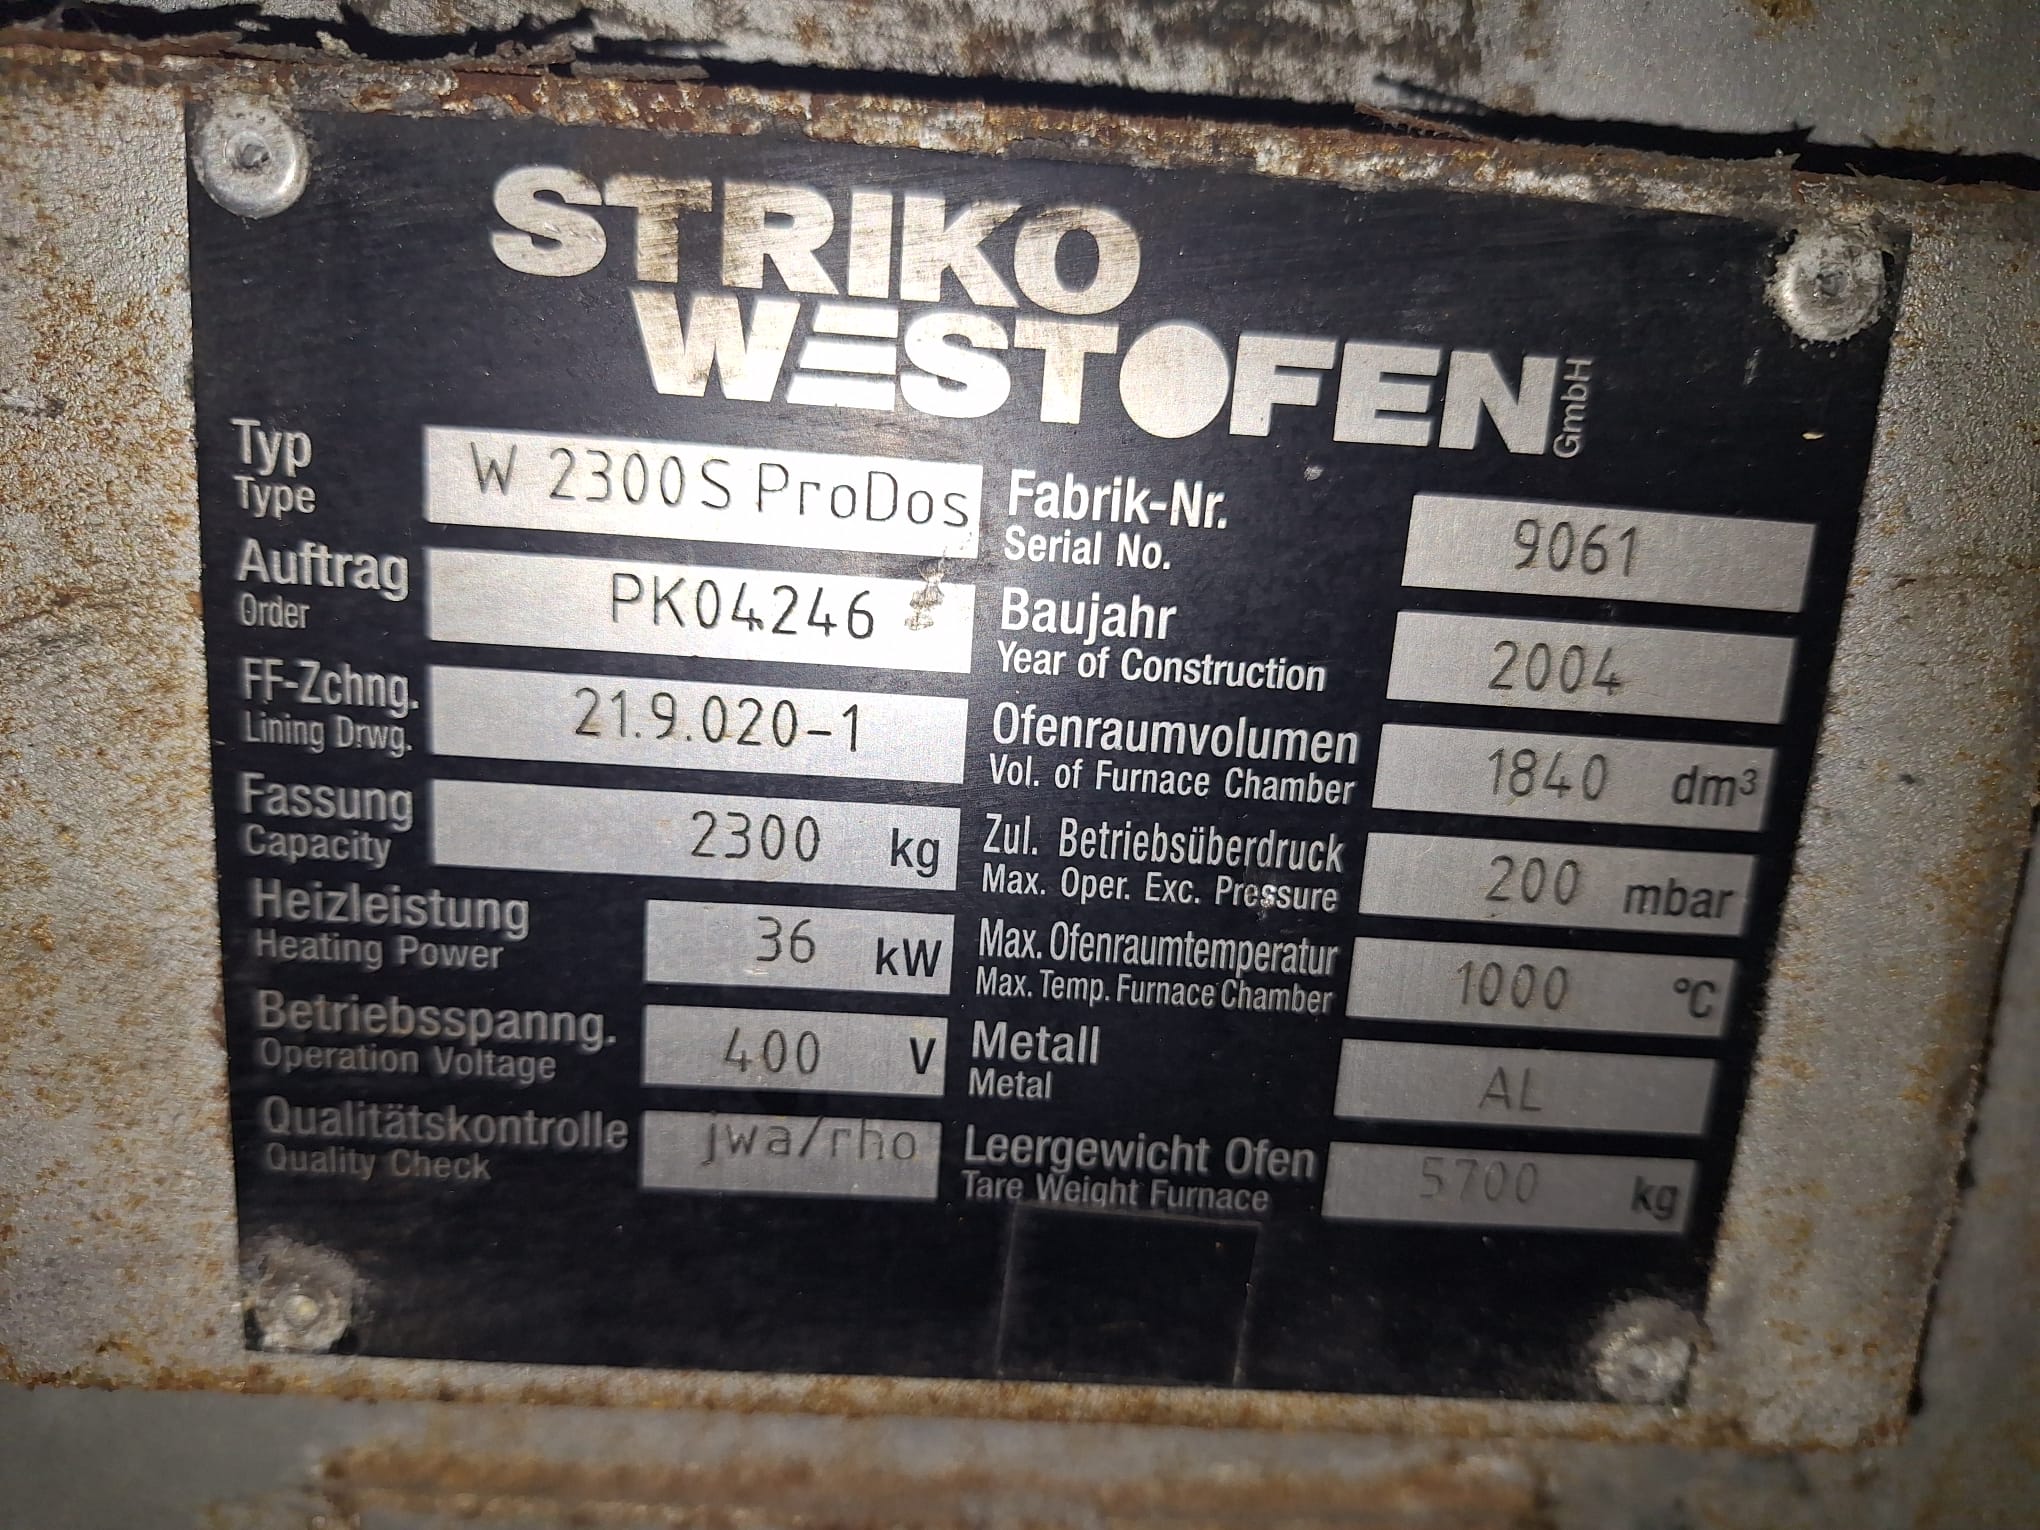 STRIKO
WESTOFEN GmbH
Typ
Type
W 2300S ProDos
Auftrag
Order
PK04246
FF-Zchng.
Lining Drwg.
21.9.020-1
Fassung
Capacity
2300 kg
Heizleistung
Heating Power
36 kW
Betriebsspanng.
Operation Voltage
400 V
Qualitätskontrolle
Quality Check
jwa/rho
Fabrik-Nr.
Serial No.
9061
Baujahr
Year of Construction
2004
Ofenraumvolumen
Vol. of Furnace Chamber
1840 dm³
Zul. Betriebsüberdruck
Max. Oper. Exc. Pressure
200 mbar
Max. Ofenraumtemperatur
Max. Temp. Furnace Chamber
1000 °C
Metall
Metal
AL
Leergewicht Ofen
Tare Weight Furnace
5700 kg